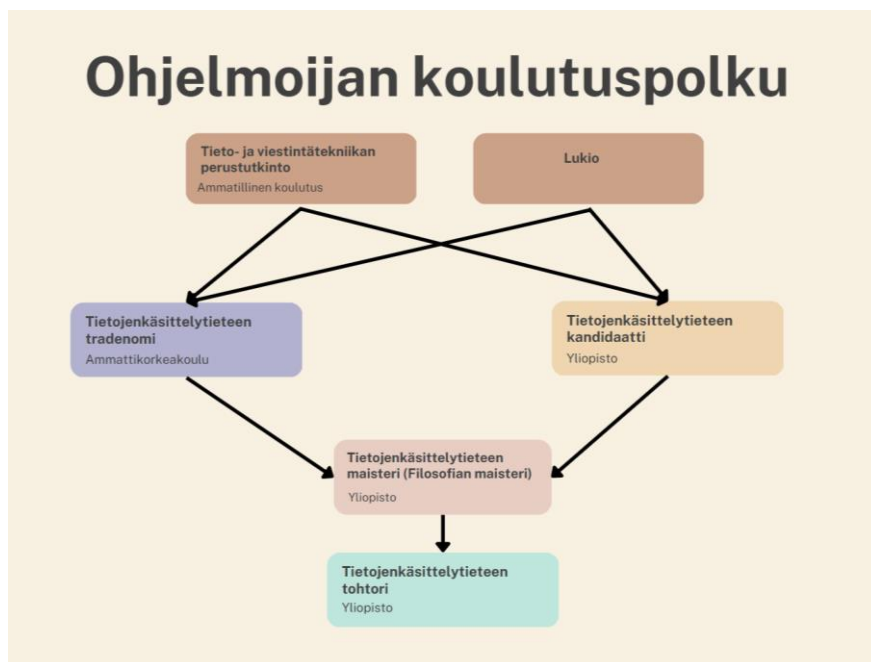 Ohjelmoijan koulutuspolku
Tieto- ja viestintätekniikan
perustutkinto
Ammatillinen koulutus
Lukio
Tietojenkäsittelytieteen
tradenomi
Ammattikorkeakoulu
Tietojenkäsittelytieteen
kandidaatti
Yliopisto
Tietojenkäsittelytieteen
maisteri (Filosofian maisteri)
Yliopisto
Tietojenkäsittelytieteen
tohtori
Yliopisto